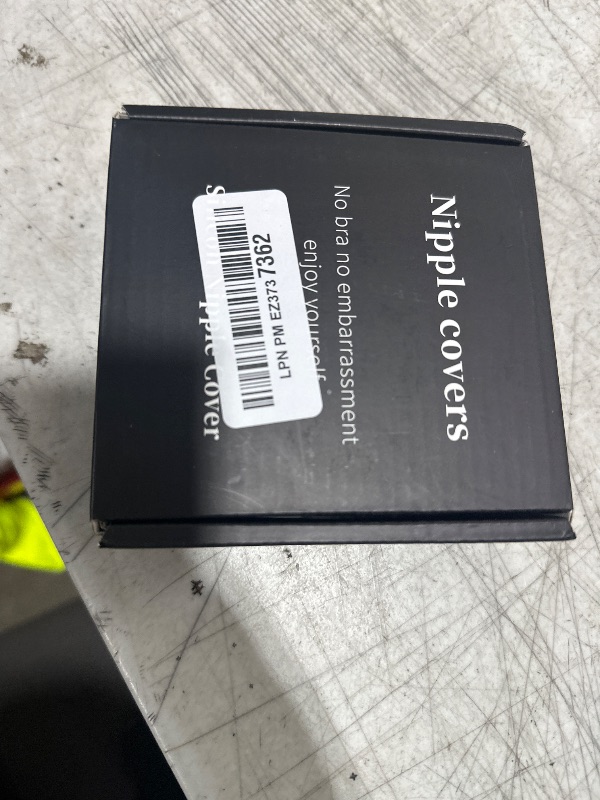 Nipple covers
No bra no embarrassment
enjoy yourself
Nipple Cover
LPN PM EZ3737362